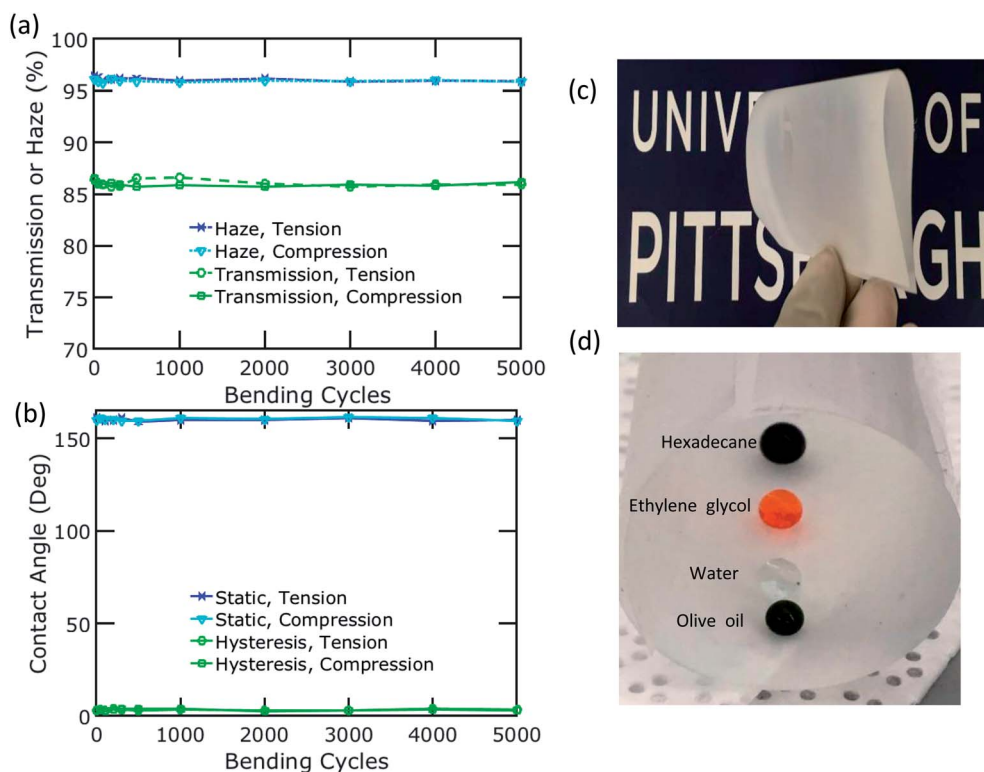 (a)
100
95
90
85
80
75
70
Transmission or Haze (%)
Haze, Tension
Haze, Compression
Transmission, Tension
Transmission, Compression
0 1000 2000 3000 4000 5000
Bending Cycles
(b)
150
100
50
0
Contact Angle (Deg)
Static, Tension
Static, Compression
Hysteresis, Tension
Hysteresis, Compression
0 1000 2000 3000 4000 5000
Bending Cycles
(c)
UNIV OF
PITTS GH
(d)
Hexadecane
Ethylene glycol
Water
Olive oil